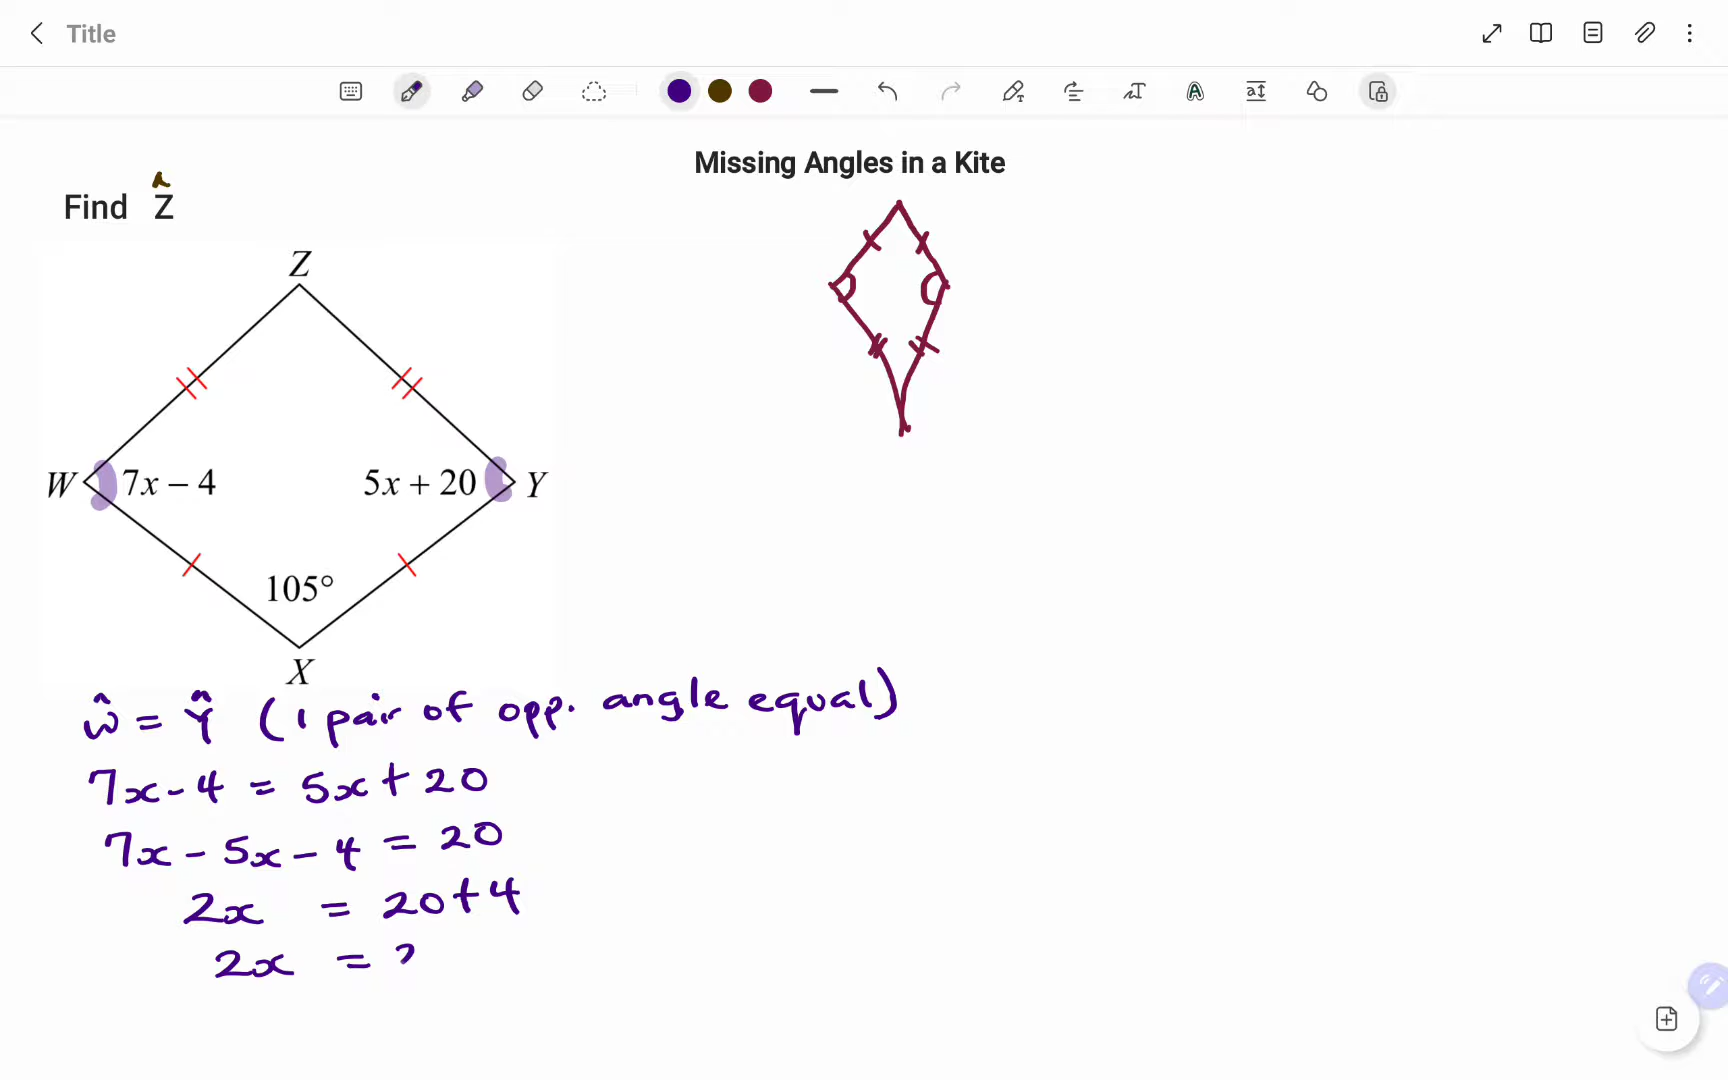 Title
Missing Angles in a Kite
Find Ẑ
Z
W 7x − 4 5x + 20 Y
105°
X
ŵ = Ŷ (1 pair of opp. angle equal)
7x - 4 = 5x + 20
7x - 5x - 4 = 20
2x = 20 + 4
2x =